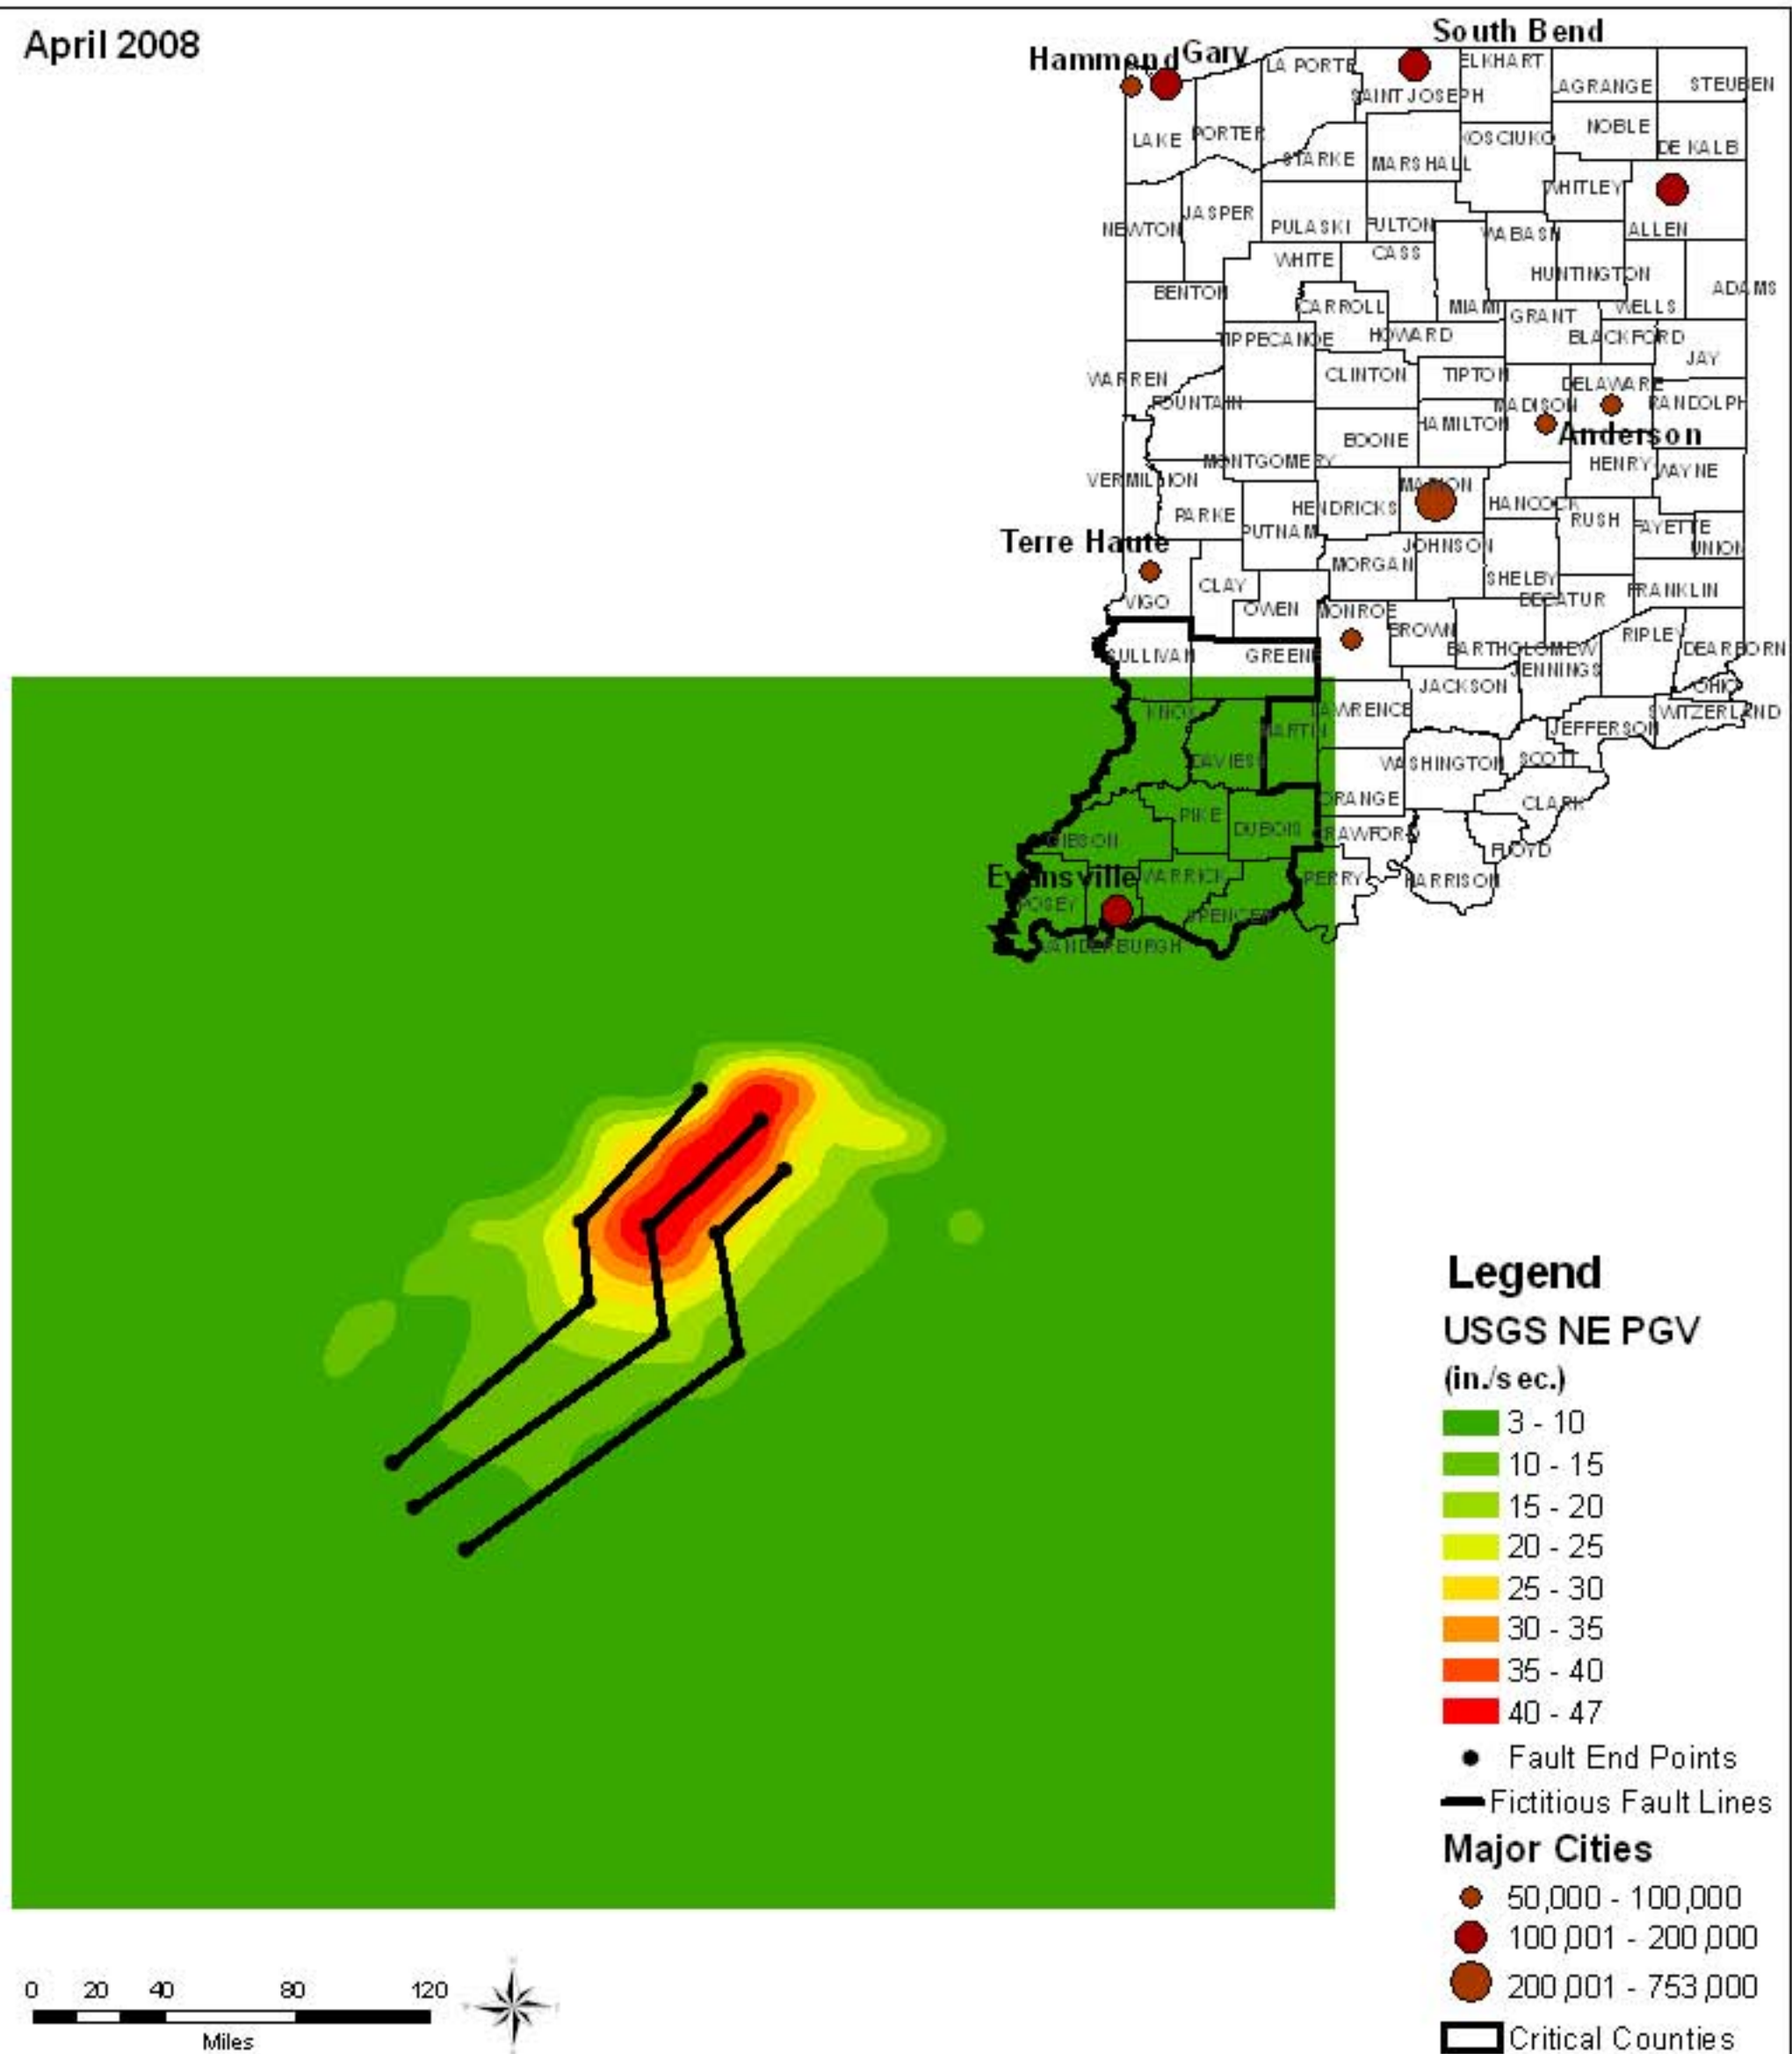 April 2008
South Bend
Hammond
Gary
LA PORTE
ELKHART
LAGRANGE
STEUBEN
SAINT JOSEPH
LAKE
PORTER
STARKE
MARSHALL
KOSCIUKO
NOBLE
DE KALB
WHITLEY
NEWTON
JASPER
PULASKI
FULTON
WABASH
ALLEN
WHITE
CASS
HUNTINGTON
ADAMS
BENTON
CARROLL
MIAMI
GRANT
WELLS
TIPPECANOE
HOWARD
BLACKFORD
JAY
WARREN
CLINTON
TIPTON
DELAWARE
FOUNTAIN
MADISON
RANDOLPH
HAMILTON
BOONE
Anderson
MONTGOMERY
HENRY
WAYNE
VERMILLION
MARION
PARKE
HENDRICKS
HANCOCK
PUTNAM
RUSH
FAYETTE
UNION
Terre Haute
JOHNSON
MORGAN
VIGO
CLAY
SHELBY
FRANKLIN
OWEN
MONROE
DECATUR
BROWN
RIPLEY
SULLIVAN
GREENE
BARTHOLOMEW
DEARBORN
JENNINGS
JACKSON
OHIO
KNOX
LAWRENCE
SWITZERLAND
MARTIN
JEFFERSON
DAVIESS
WASHINGTON
SCOTT
ORANGE
CLARK
PIKE
DUBOIS
CRAWFORD
GIBSON
FLOYD
Evansville
WARRICK
PERRY
HARRISON
POSEY
SPENCER
VANDERBURGH
Legend
USGS NE PGV
(in./sec.)
3 - 10
10 - 15
15 - 20
20 - 25
25 - 30
30 - 35
35 - 40
40 - 47
Fault End Points
Fictitious Fault Lines
Major Cities
50,000 - 100,000
100,001 - 200,000
200,001 - 753,000
Critical Counties
0 20 40 80 120
Miles